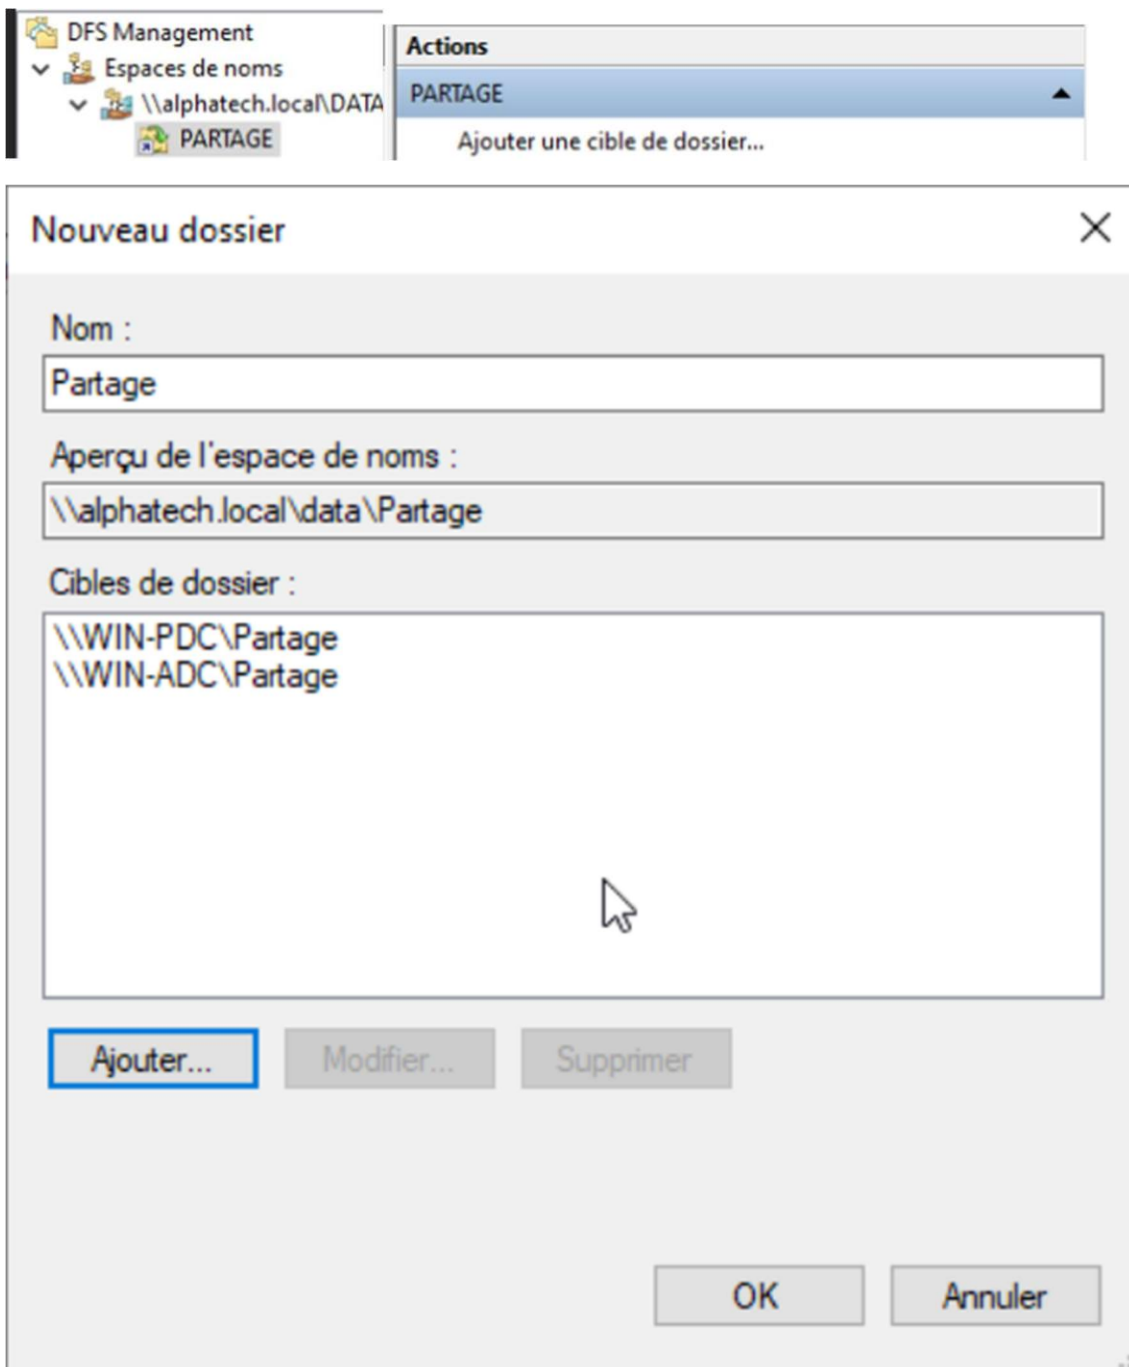 DFS Management
Espaces de noms
\\alphatech.local\DATA
PARTAGE
Actions
PARTAGE
Ajouter une cible de dossier...
Nouveau dossier
Nom :
Partage
Aperçu de l'espace de noms :
\\alphatech.local\data\Partage
Cibles de dossier :
\\WIN-PDC\Partage
\\WIN-ADC\Partage
Ajouter... Modifier... Supprimer
OK Annuler